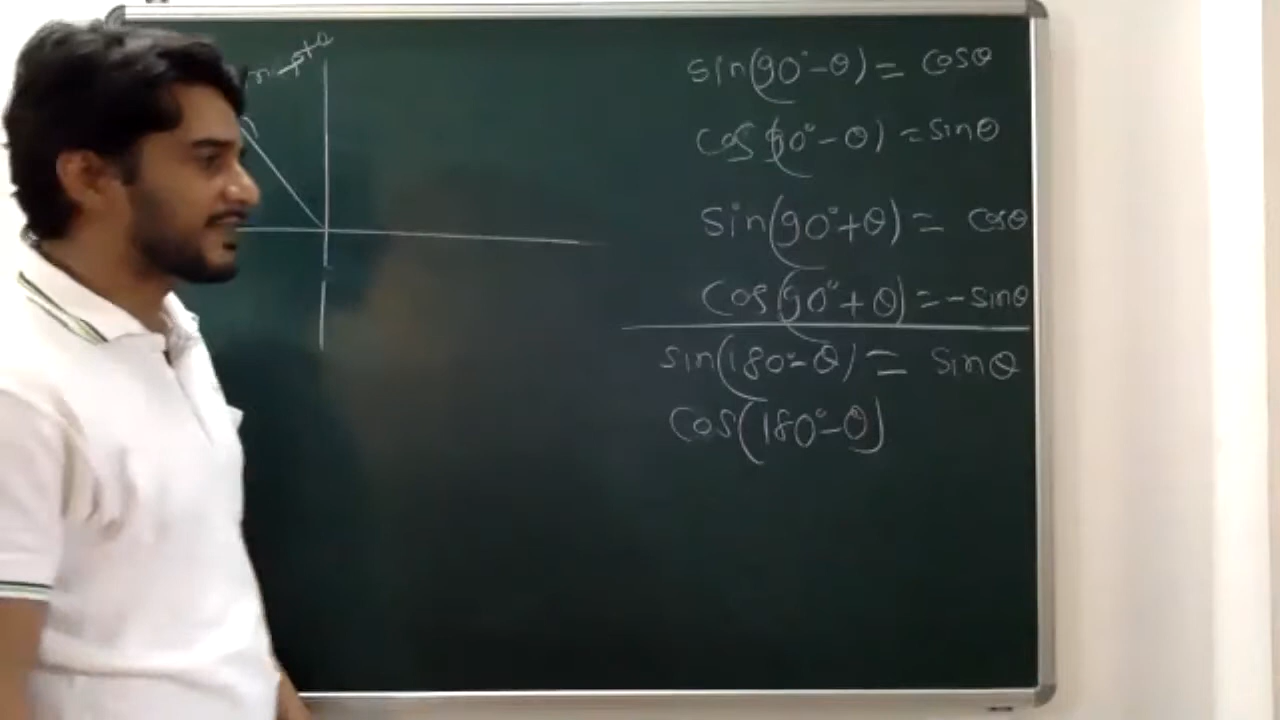 sin(90°-θ) = cosθ
cos(90°-θ) = sinθ
sin(90°+θ) = cosθ
cos(90°+θ) = -sinθ
sin(180°-θ) = sinθ
cos(180°-θ)